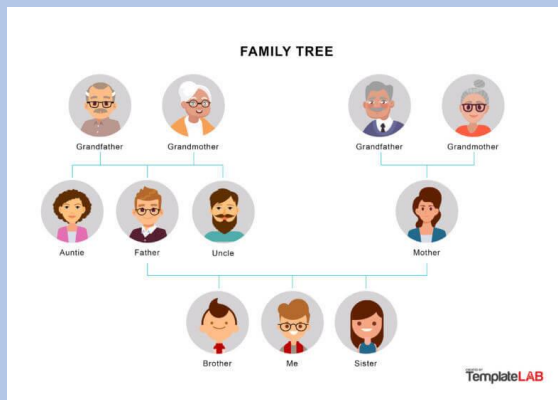 FAMILY TREE
Grandfather
Grandmother
Grandfather
Grandmother
Auntie
Father
Uncle
Mother
Brother
Me
Sister
TemplateLAB